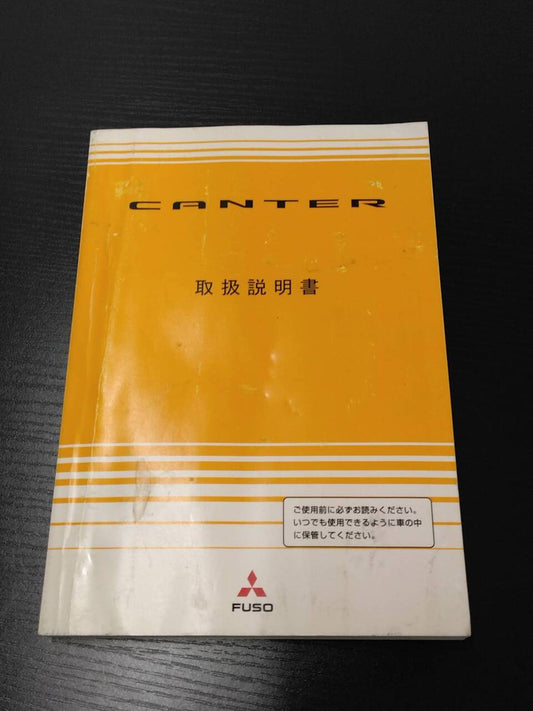 CANTER
取扱説明書
ご使用前に必ずお読みください。
いつでも使用できるように車の中
に保管してください。
FUSO